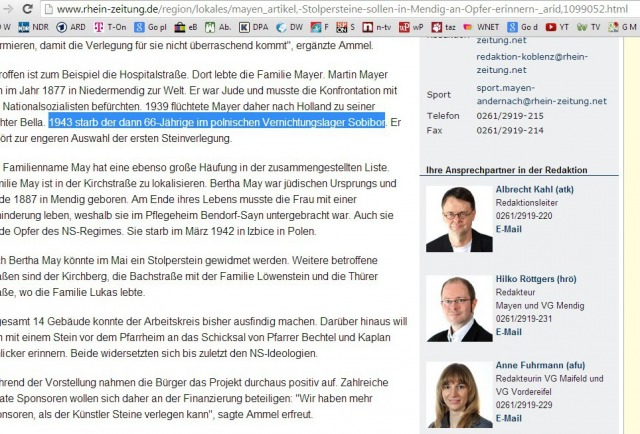 www.rhein-zeitung.de/region/lokales/mayen_artikel,-Stolpersteine-sollen-in-Mendig-an-Opfer-erinnern-_arid,1099052.html
T-On
Go pl
ARD
DPA
DW
FAZ
GA
GMX
Go
n-tv
PT
RP
S
taz
W
YT
Z
ZDF
rmieren, damit die Verlegung für sie nicht überraschend kommt", ergänzte Ammel.
roffen ist zum Beispiel die Hospitalstraße. Dort lebte die Familie Mayer. Martin Mayer
n im Jahr 1877 in Niedermendig zur Welt. Er war Jude und musste die Konfrontation mit
Nationalsozialisten befürchten. 1939 flüchtete Mayer daher nach Holland zu seiner
hter Bella. 1943 starb der dann 66-Jährige im polnischen Vernichtungslager Sobibor. Er
ört zur engeren Auswahl der ersten Steinverlegung.
Familienname May hat eine ebenso große Häufung in der zusammengestellten Liste.
milie May ist in der Kirchstraße zu lokalisieren. Bertha May war jüdischen Ursprungs und
de 1887 in Mendig geboren. Am Ende ihres Lebens musste die Frau mit einer
inderung leben, weshalb sie im Pflegeheim Bendorf-Sayn untergebracht war. Auch sie
de Opfer des NS-Regimes. Sie starb im März 1942 in Izbice in Polen.
h Bertha May könnte im Mai ein Stolperstein gewidmet werden. Weitere betroffene
ßen sind der Kirchberg, die Bachstraße mit der Familie Löwenstein und die Thürer
ße, wo die Familie Lukas lebte.
gesamt 14 Gebäude konnte der Arbeitskreis bisher ausfindig machen. Darüber hinaus will
n mit einem Stein vor dem Pfarrheim an das Schicksal von Pfarrer Bechtel und Kaplan
licker erinnern. Beide widersetzten sich bis zuletzt den NS-Ideologien.
hrend der Vorstellung nahmen die Bürger das Projekt durchaus positiv auf. Zahlreiche
ate Sponsoren wollen sich daher an der Finanzierung beteiligen: "Wir haben mehr
nsoren, als der Künstler Steine verlegen kann", sagte Ammel erfreut.
Redaktion
zeitung.net
redaktion-koblenz@rhein-
zeitung.net
Sport
sport.mayen-
andernach@rhein-zeitung.net
Telefon 0261/2919-215
Fax 0261/2919-214
Ihre Ansprechpartner in der Redaktion
Albrecht Kahl (atk)
Redaktionsleiter
0261/2919-220
E-Mail
Hilko Röttgers (hrö)
Redakteur
Mayen und VG Mendig
0261/2919-231
E-Mail
Anne Fuhrmann (afu)
Redakteurin VG Maifeld und
VG Vordereifel
0261/2919-229
E-Mail